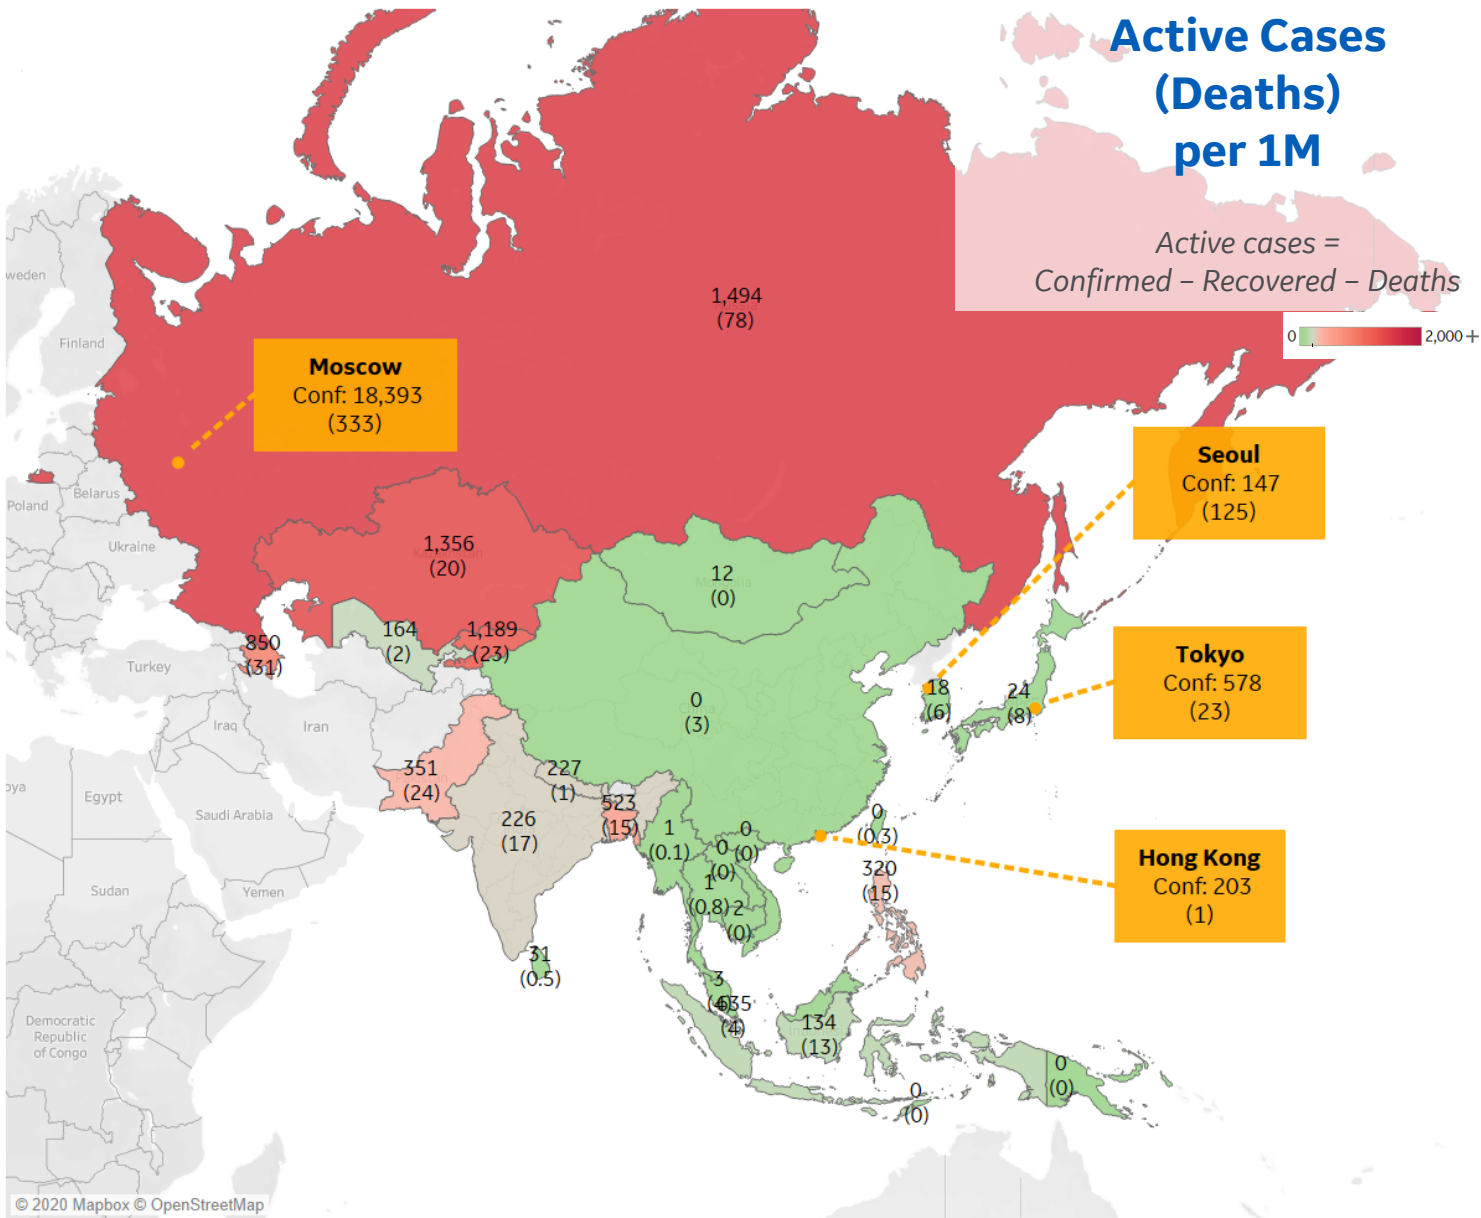 Active Cases
(Deaths)
per 1M
Active cases =
Confirmed – Recovered – Deaths
0
2,000 +
1,494
(78)
Moscow
Conf: 18,393
(333)
weden
Finland
Belarus
Poland
Ukraine
Seoul
Conf: 147
(125)
1,356
(20)
12
(0)
Mongolia
850
(31)
164
(2)
1,189
(23)
Turkey
Iraq
Iran
Tokyo
Conf: 578
(23)
18
(6)
24
(8)
0
(3)
351
(24)
227
(1)
523
(15)
226
(17)
oya
Egypt
Saudi Arabia
Sudan
Yemen
1
(0.1)
0
(0)
0
(0)
1
(0.8)
2
(0)
0
(0.3)
320
(15)
Hong Kong
Conf: 203
(1)
31
(0.5)
3
635
(4)
134
(13)
0
(0)
0
(0)
Democratic
Republic
of Congo
© 2020 Mapbox © OpenStreetMap